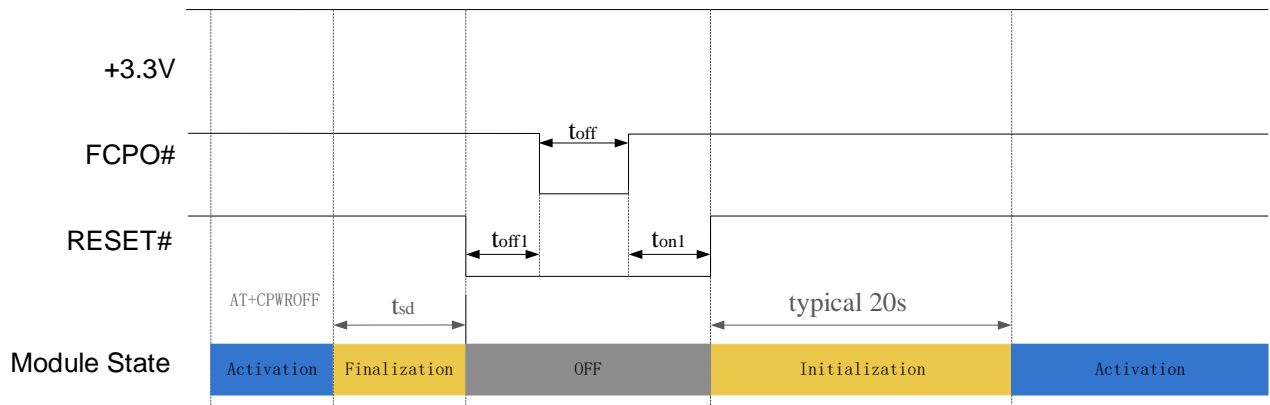 +3.3V
toff
FCPO#
RESET#
toff1
ton1
AT+CPWROFF
tsd
typical 20s
Module State
Activation
Finalization
OFF
Initialization
Activation